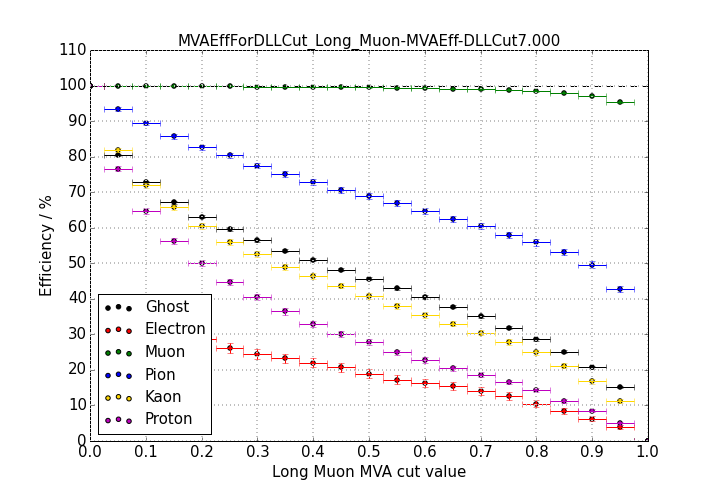 MVAEffForDLLCut_Long_Muon-MVAEff-DLLCut7.000
110
100
90
80
70
60
50
40
30
20
10
0
Efficiency / %
Ghost
Electron
Muon
Pion
Kaon
Proton
0.0 0.1 0.2 0.3 0.4 0.5 0.6 0.7 0.8 0.9 1.0
Long Muon MVA cut value